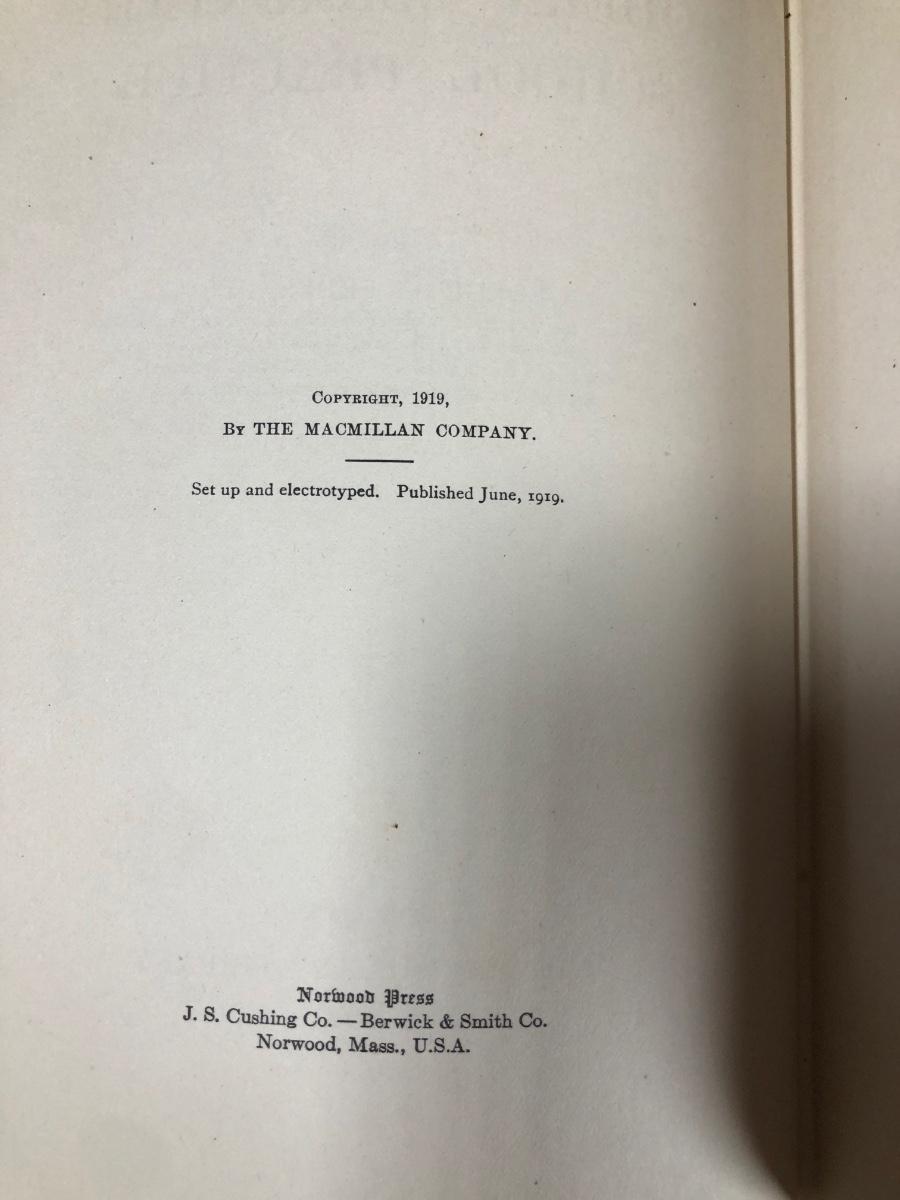 COPYRIGHT, 1919,
BY THE MACMILLAN COMPANY.
Set up and electrotyped. Published June, 1919.
Norwood Press
J. S. Cushing Co. — Berwick & Smith Co.
Norwood, Mass., U.S.A.